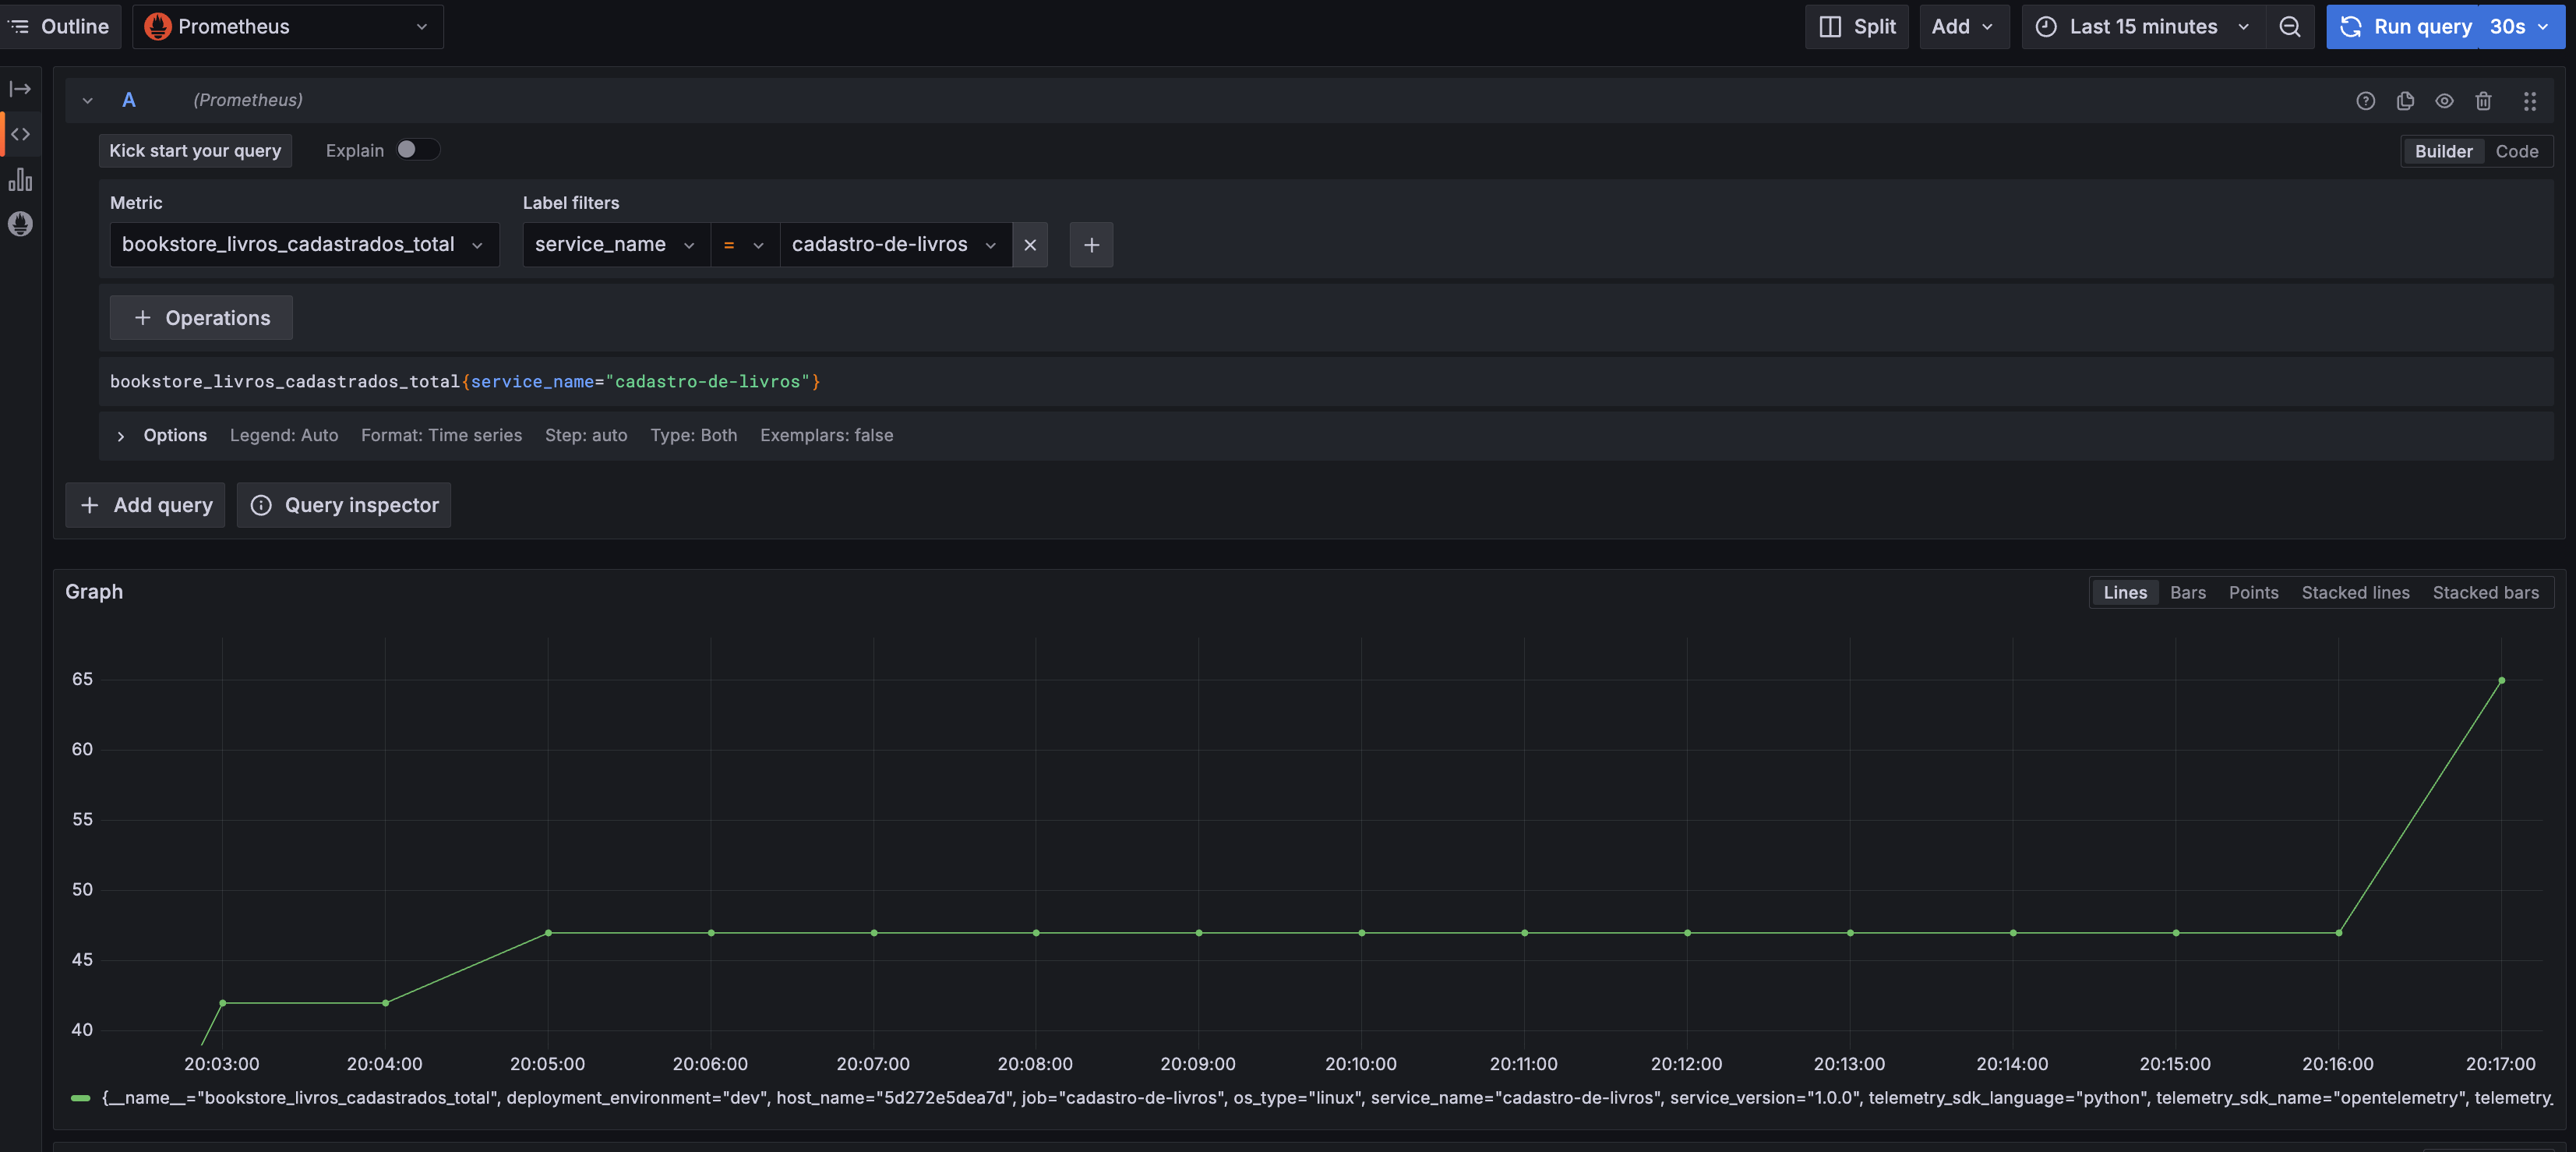 Outline Prometheus Split Add Last 15 minutes Run query 30s
A (Prometheus)
Kick start your query Explain Builder Code
Metric Label filters
bookstore_livros_cadastrados_total service_name = cadastro-de-livros
Operations
bookstore_livros_cadastrados_total{service_name="cadastro-de-livros"}
Options Legend: Auto Format: Time series Step: auto Type: Both Exemplars: false
Add query Query inspector
Graph Lines Bars Points Stacked lines Stacked bars
65
60
55
50
45
40
20:03:00 20:04:00 20:05:00 20:06:00 20:07:00 20:08:00 20:09:00 20:10:00 20:11:00 20:12:00 20:13:00 20:14:00 20:15:00 20:16:00 20:17:00
{__name__="bookstore_livros_cadastrados_total", deployment_environment="dev", host_name="5d272e5dea7d", job="cadastro-de-livros", os_type="linux", service_name="cadastro-de-livros", service_version="1.0.0", telemetry_sdk_language="python", telemetry_sdk_name="opentelemetry", telemetry_